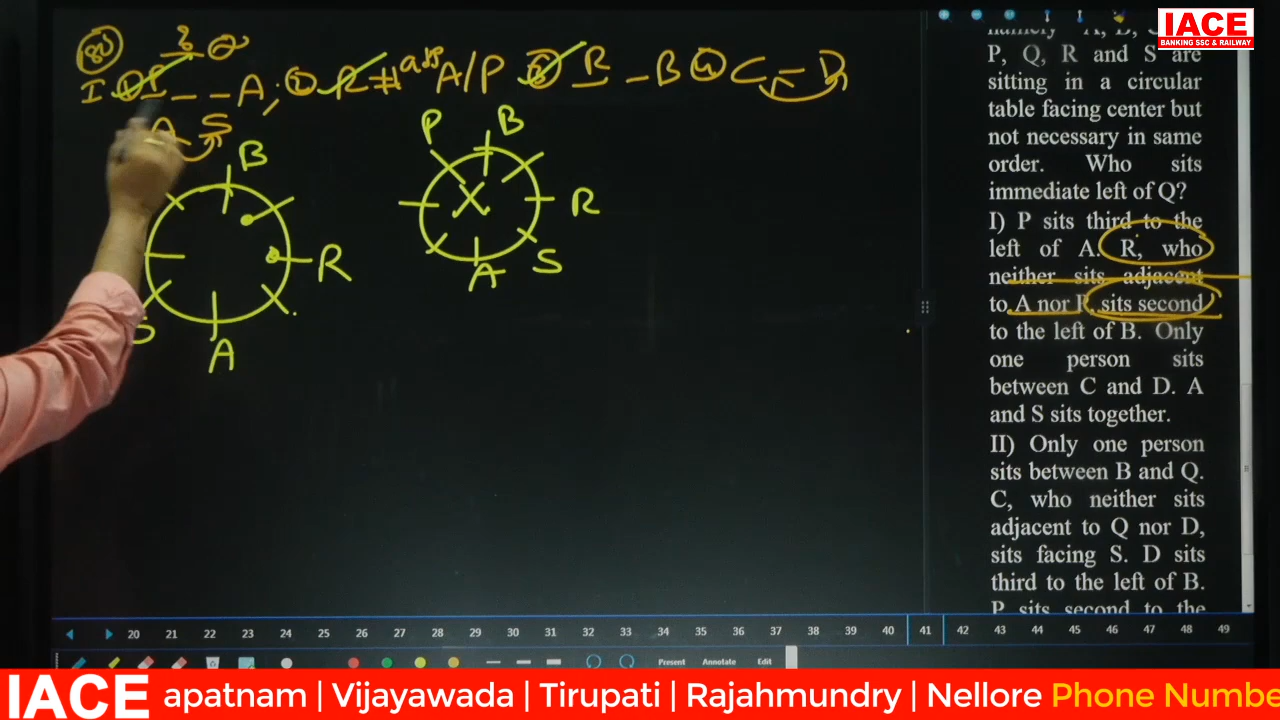 IACE
BANKING SSC & RAILWAY
P, Q, R and S are
sitting in a circular
table facing center but
not necessary in same
order. Who sits
immediate left of Q?
I) P sits third to the
left of A. R, who
neither sits adjacent
to A nor P, sits second
to the left of B. Only
one person sits
between C and D. A
and S sits together.
II) Only one person
sits between B and Q.
C, who neither sits
adjacent to Q nor D,
sits facing S. D sits
third to the left of B.
P sits second to the
I
A
R
adj
A/P
R
B
C
D
A S
B
R
A
P
B
R
S
A
20 21 22 23 24 25 26 27 28 29 30 31 32 33 34 35 36 37 38 39 40 41 42 43 44 45 46 47 48 49
Present Annotate Edit
IACE apatnam | Vijayawada | Tirupati | Rajahmundry | Nellore Phone Numbe